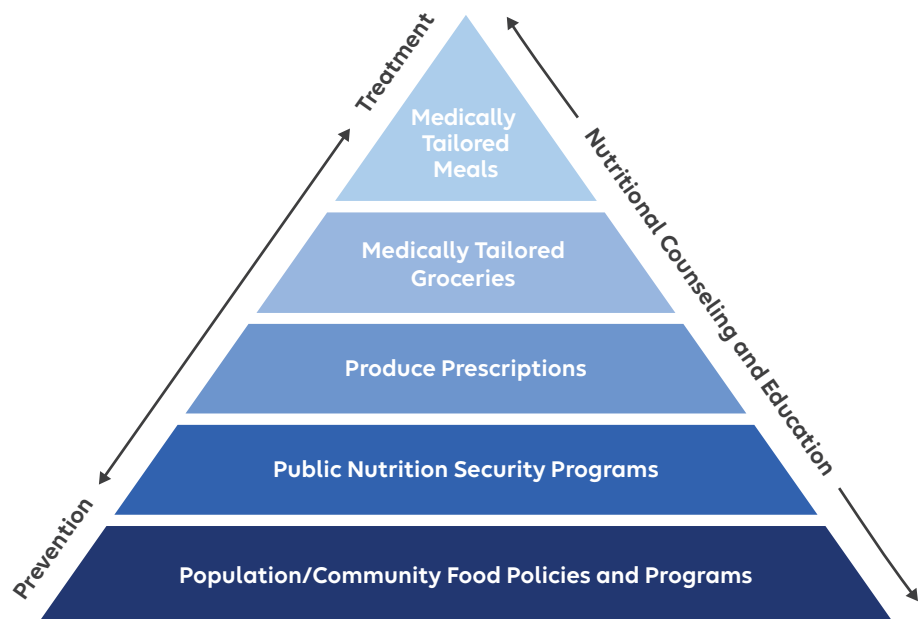 Treatment
Medically
Tailored
Meals
Nutritional Counseling and Education
Medically Tailored
Groceries
Produce Prescriptions
Public Nutrition Security Programs
Prevention
Population/Community Food Policies and Programs